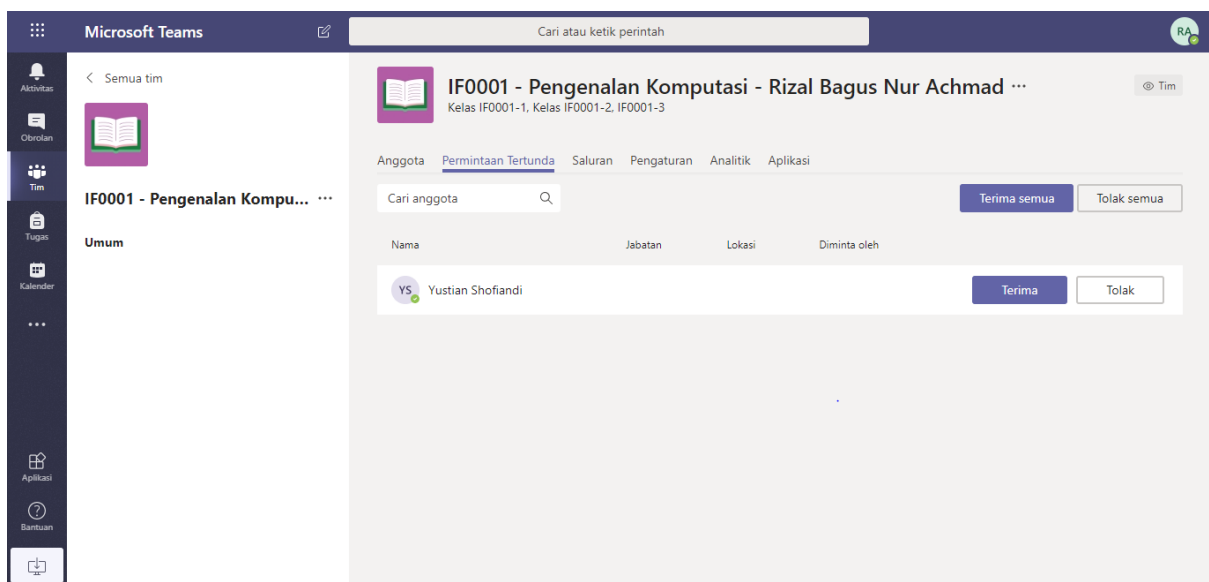 Microsoft Teams
Cari atau ketik perintah
RA
Aktivitas
Obrolan
Tim
Tugas
Kalender
Aplikasi
Bantuan
Semua tim
IF0001 - Pengenalan Kompu... ...
Umum
IF0001 - Pengenalan Komputasi - Rizal Bagus Nur Achmad ...
Kelas IF0001-1, Kelas IF0001-2, IF0001-3
Tim
Anggota Permintaan Tertunda Saluran Pengaturan Analitik Aplikasi
Cari anggota
Terima semua Tolak semua
Nama Jabatan Lokasi Diminta oleh
YS Yustian Shofiandi Terima Tolak